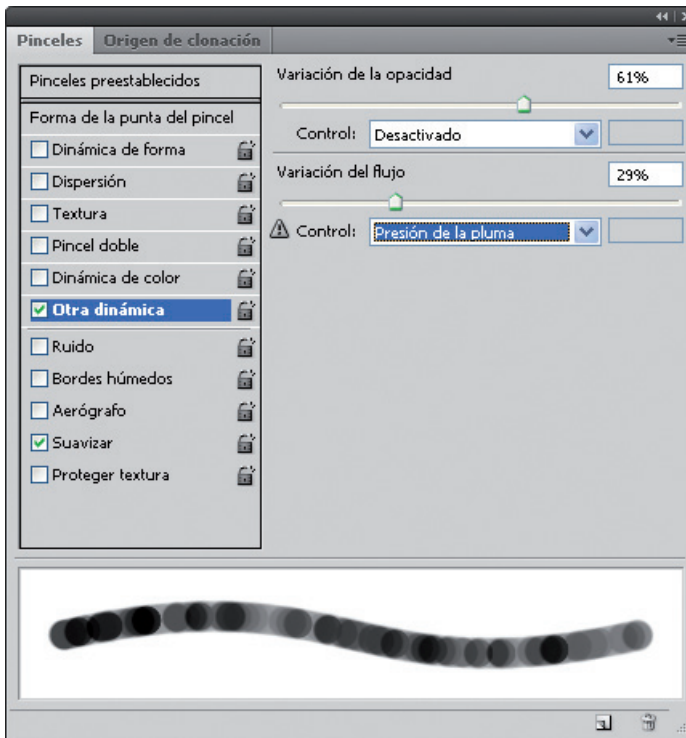 Pinceles
Origen de clonación
Pinceles preestablecidos
Forma de la punta del pincel
Dinámica de forma
Dispersión
Textura
Pincel doble
Dinámica de color
Otra dinámica
Ruido
Bordes húmedos
Aerógrafo
Suavizar
Proteger textura
Variación de la opacidad 61%
Control: Desactivado
Variación del flujo 29%
Control: Presión de la pluma